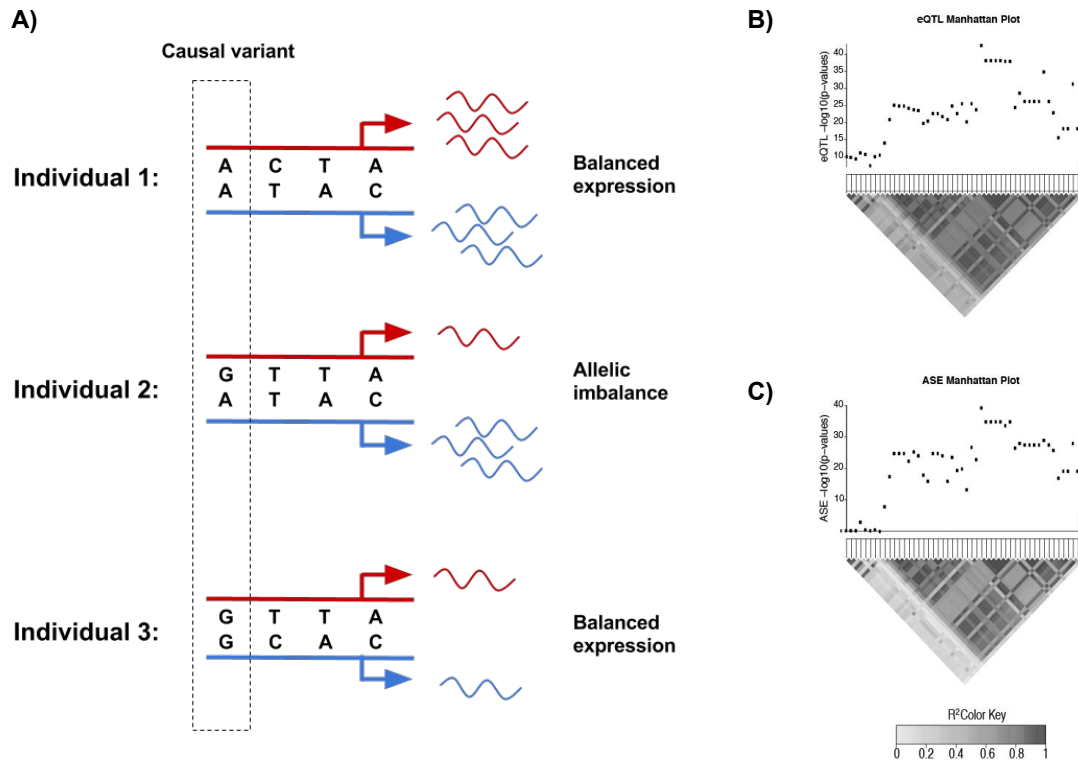 A)
Causal variant
Individual 1:
A C T A
A T A C
Balanced
expression
Individual 2:
G T T A
A T A C
Allelic
imbalance
Individual 3:
G T T A
G C A C
Balanced
expression
B)
eQTL Manhattan Plot
eQTL –log10(p–values)
40
35
30
25
20
15
10
C)
ASE Manhattan Plot
ASE –log10(p–values)
40
30
20
10
R²Color Key
0 0.2 0.4 0.6 0.8 1